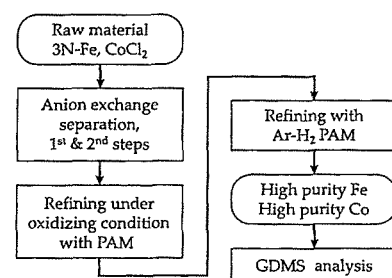 Raw material
3N-Fe, CoCl₂
Anion exchange
separation,
1st & 2nd steps
Refining under
oxidizing condition
with PAM
Refining with
Ar-H₂ PAM
High purity Fe
High purity Co
GDMS analysis